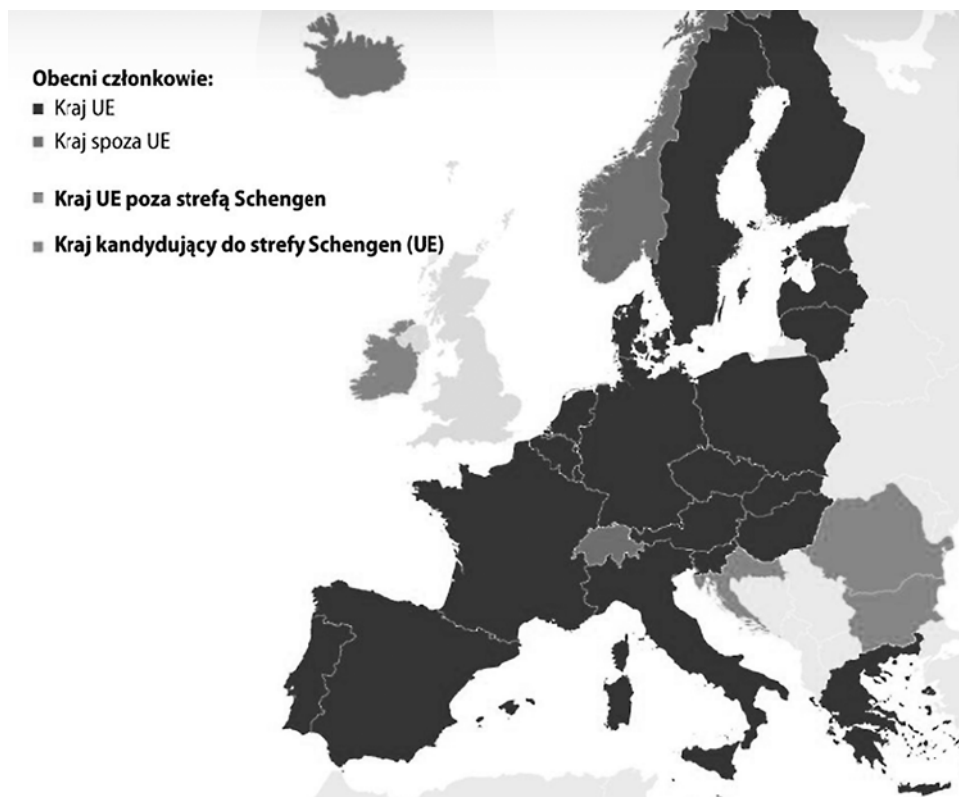 Obecni członkowie:
Kraj UE
Kraj spoza UE
Kraj UE poza strefą Schengen
Kraj kandydujący do strefy Schengen (UE)